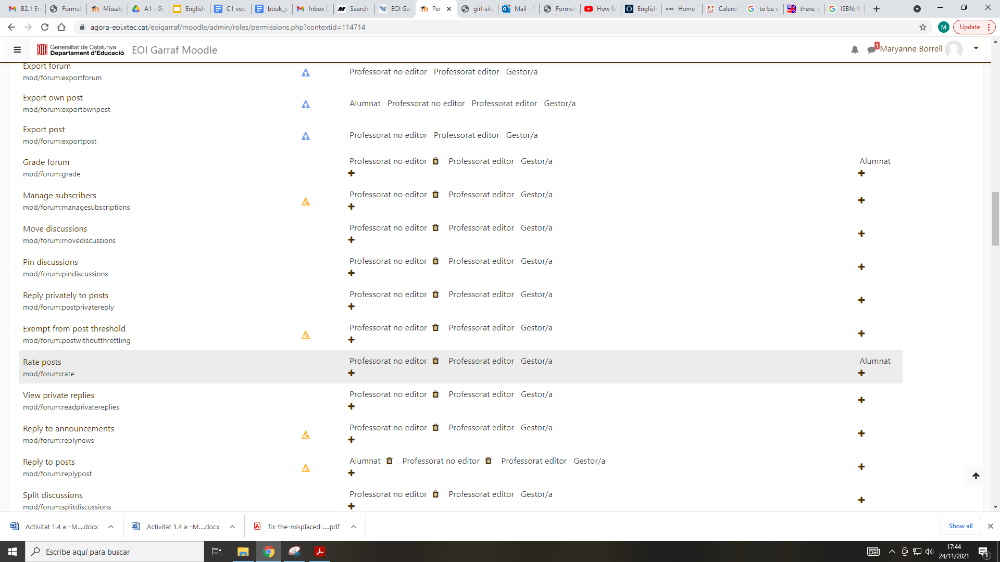 B2.1 En
Formul
Missatg
A1 - Go
English
C1 voca
book_p
Inbox (
Search:
EOI Gar
Per
girl-sits
Mail - 
Formul
How fa
English
Home
Calend
to be e
there, t
ISBN: 9
agora-eoi.xtec.cat/eoigarraf/moodle/admin/roles/permissions.php?contextid=114714
M
Update
Generalitat de Catalunya
Departament d'Educació
EOI Garraf Moodle
1
Maryanne Borrell
Export forum
mod/forum:exportforum
Professorat no editor Professorat editor Gestor/a
Export own post
mod/forum:exportownpost
Alumnat Professorat no editor Professorat editor Gestor/a
Export post
mod/forum:exportpost
Professorat no editor Professorat editor Gestor/a
Grade forum
mod/forum:grade
Professorat no editor Professorat editor Gestor/a
Alumnat
Manage subscribers
mod/forum:managesubscriptions
Professorat no editor Professorat editor Gestor/a
Move discussions
mod/forum:movediscussions
Professorat no editor Professorat editor Gestor/a
Pin discussions
mod/forum:pindiscussions
Professorat no editor Professorat editor Gestor/a
Reply privately to posts
mod/forum:postprivatereply
Professorat no editor Professorat editor Gestor/a
Exempt from post threshold
mod/forum:postwithoutthrottling
Professorat no editor Professorat editor Gestor/a
Rate posts
mod/forum:rate
Professorat no editor Professorat editor Gestor/a
Alumnat
View private replies
mod/forum:readprivatereplies
Professorat no editor Professorat editor Gestor/a
Reply to announcements
mod/forum:replynews
Professorat no editor Professorat editor Gestor/a
Reply to posts
mod/forum:replypost
Alumnat Professorat no editor Professorat editor Gestor/a
Split discussions
mod/forum:splitdiscussions
Professorat no editor Professorat editor Gestor/a
Activitat 1.4 a--M....docx
Activitat 1.4 a--M....docx
fix-the-misplaced-....pdf
Show all
Escribe aquí para buscar
17:44
24/11/2021
1